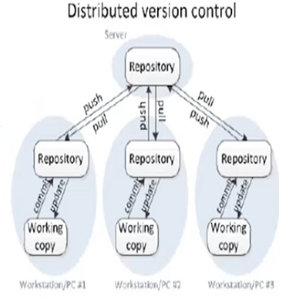 Distributed version control
Server
Repository
push
pull
push
pull
pull
push
Repository
Repository
Repository
commit
update
commit
update
commit
update
Working
copy
Working
copy
Working
copy
Workstation/PC #1
Workstation/PC #2
Workstation/PC #3